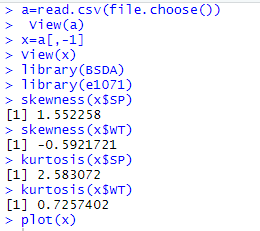 > a=read.csv(file.choose())
>  View(a)
> x=a[,-1]
> View(x)
> library(BSDA)
> library(e1071)
> skewness(x$SP)
[1] 1.552258
> skewness(x$WT)
[1] -0.5921721
> kurtosis(x$SP)
[1] 2.583072
> kurtosis(x$WT)
[1] 0.7257402
> plot(x)